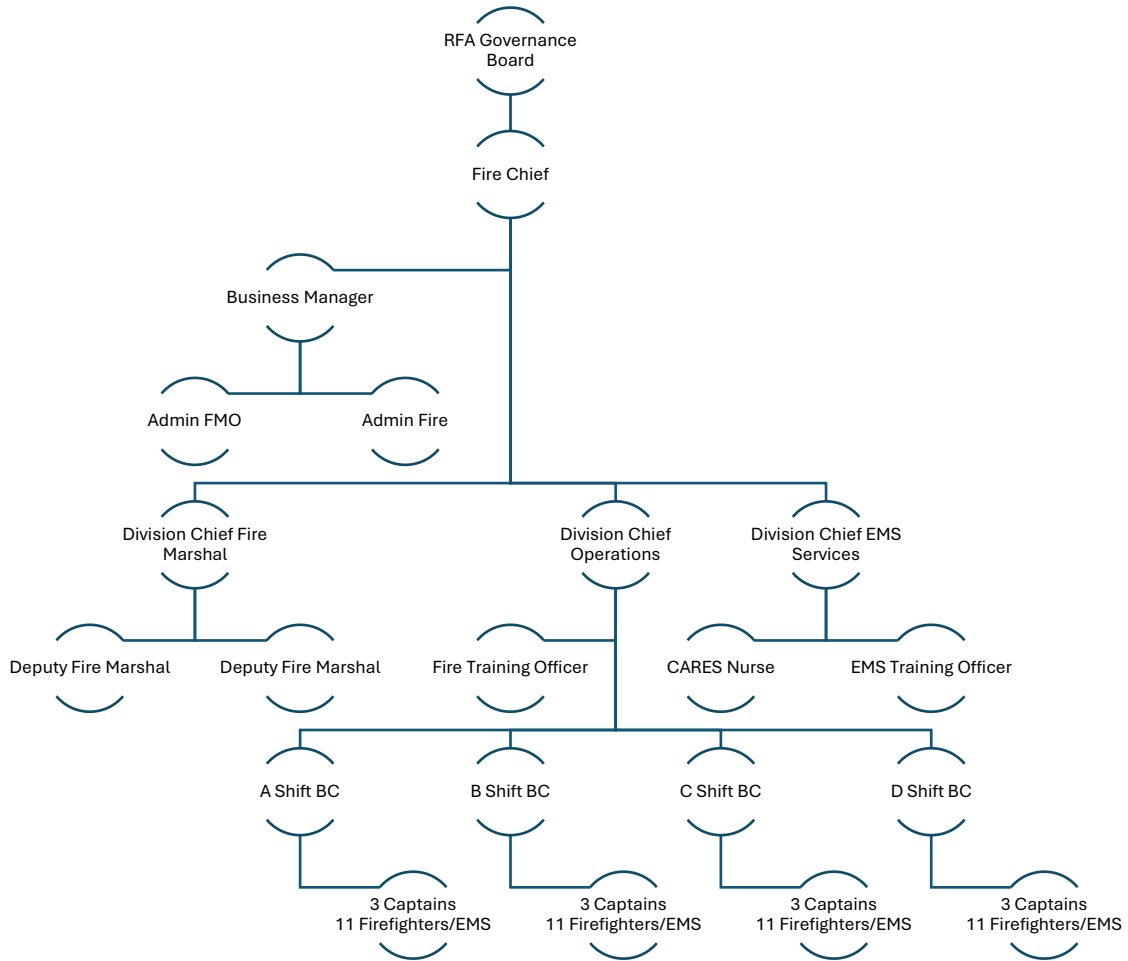 RFA Governance
Board
Fire Chief
Business Manager
Admin FMO
Admin Fire
Division Chief Fire
Marshal
Division Chief
Operations
Division Chief EMS
Services
Deputy Fire Marshal
Deputy Fire Marshal
Fire Training Officer
CARES Nurse
EMS Training Officer
A Shift BC
B Shift BC
C Shift BC
D Shift BC
3 Captains
11 Firefighters/EMS
3 Captains
11 Firefighters/EMS
3 Captains
11 Firefighters/EMS
3 Captains
11 Firefighters/EMS